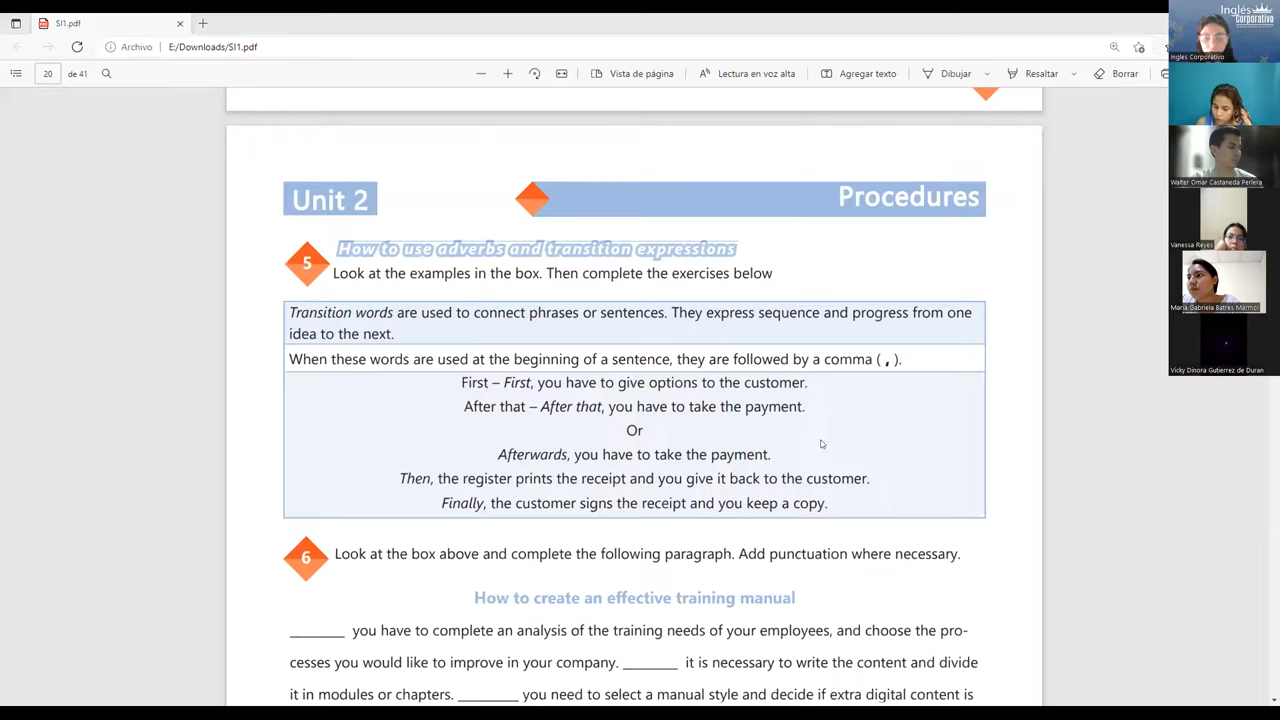 SI1.pdf
Archivo E:/Downloads/SI1.pdf
20 de 41 Vista de página Lectura en voz alta Agregar texto Dibujar Resaltar Borrar
Inglés Corporativo
Inglés Corporativo
Walter Omar Castaneda Perlera
Vanessa Reyes
María Gabriela Batres Marmol
Vicky Dinora Gutierrez de Duran
Unit 2 Procedures
5 How to use adverbs and transition expressions
Look at the examples in the box. Then complete the exercises below
Transition words are used to connect phrases or sentences. They express sequence and progress from one
idea to the next.
When these words are used at the beginning of a sentence, they are followed by a comma ( , ).
First – First, you have to give options to the customer.
After that – After that, you have to take the payment.
Or
Afterwards, you have to take the payment.
Then, the register prints the receipt and you give it back to the customer.
Finally, the customer signs the receipt and you keep a copy.
6 Look at the box above and complete the following paragraph. Add punctuation where necessary.
How to create an effective training manual
________ you have to complete an analysis of the training needs of your employees, and choose the pro-
cesses you would like to improve in your company. ________ it is necessary to write the content and divide
it in modules or chapters. _________ you need to select a manual style and decide if extra digital content is